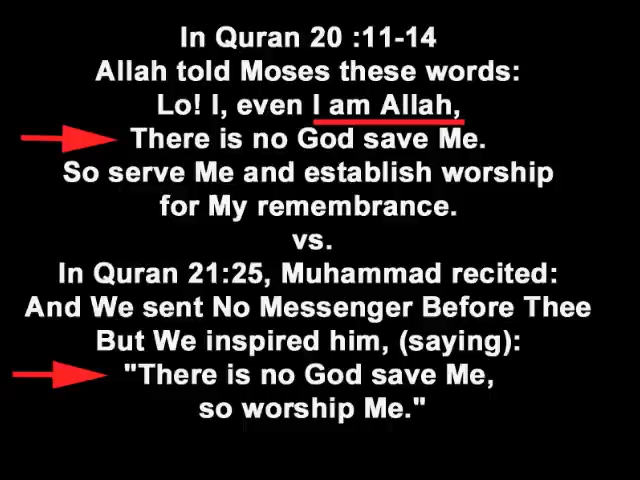 In Quran 20 :11-14
Allah told Moses these words:
Lo! I, even I am Allah,
There is no God save Me.
So serve Me and establish worship
for My remembrance.
vs.
In Quran 21:25, Muhammad recited:
And We sent No Messenger Before Thee
But We inspired him, (saying):
"There is no God save Me,
so worship Me."